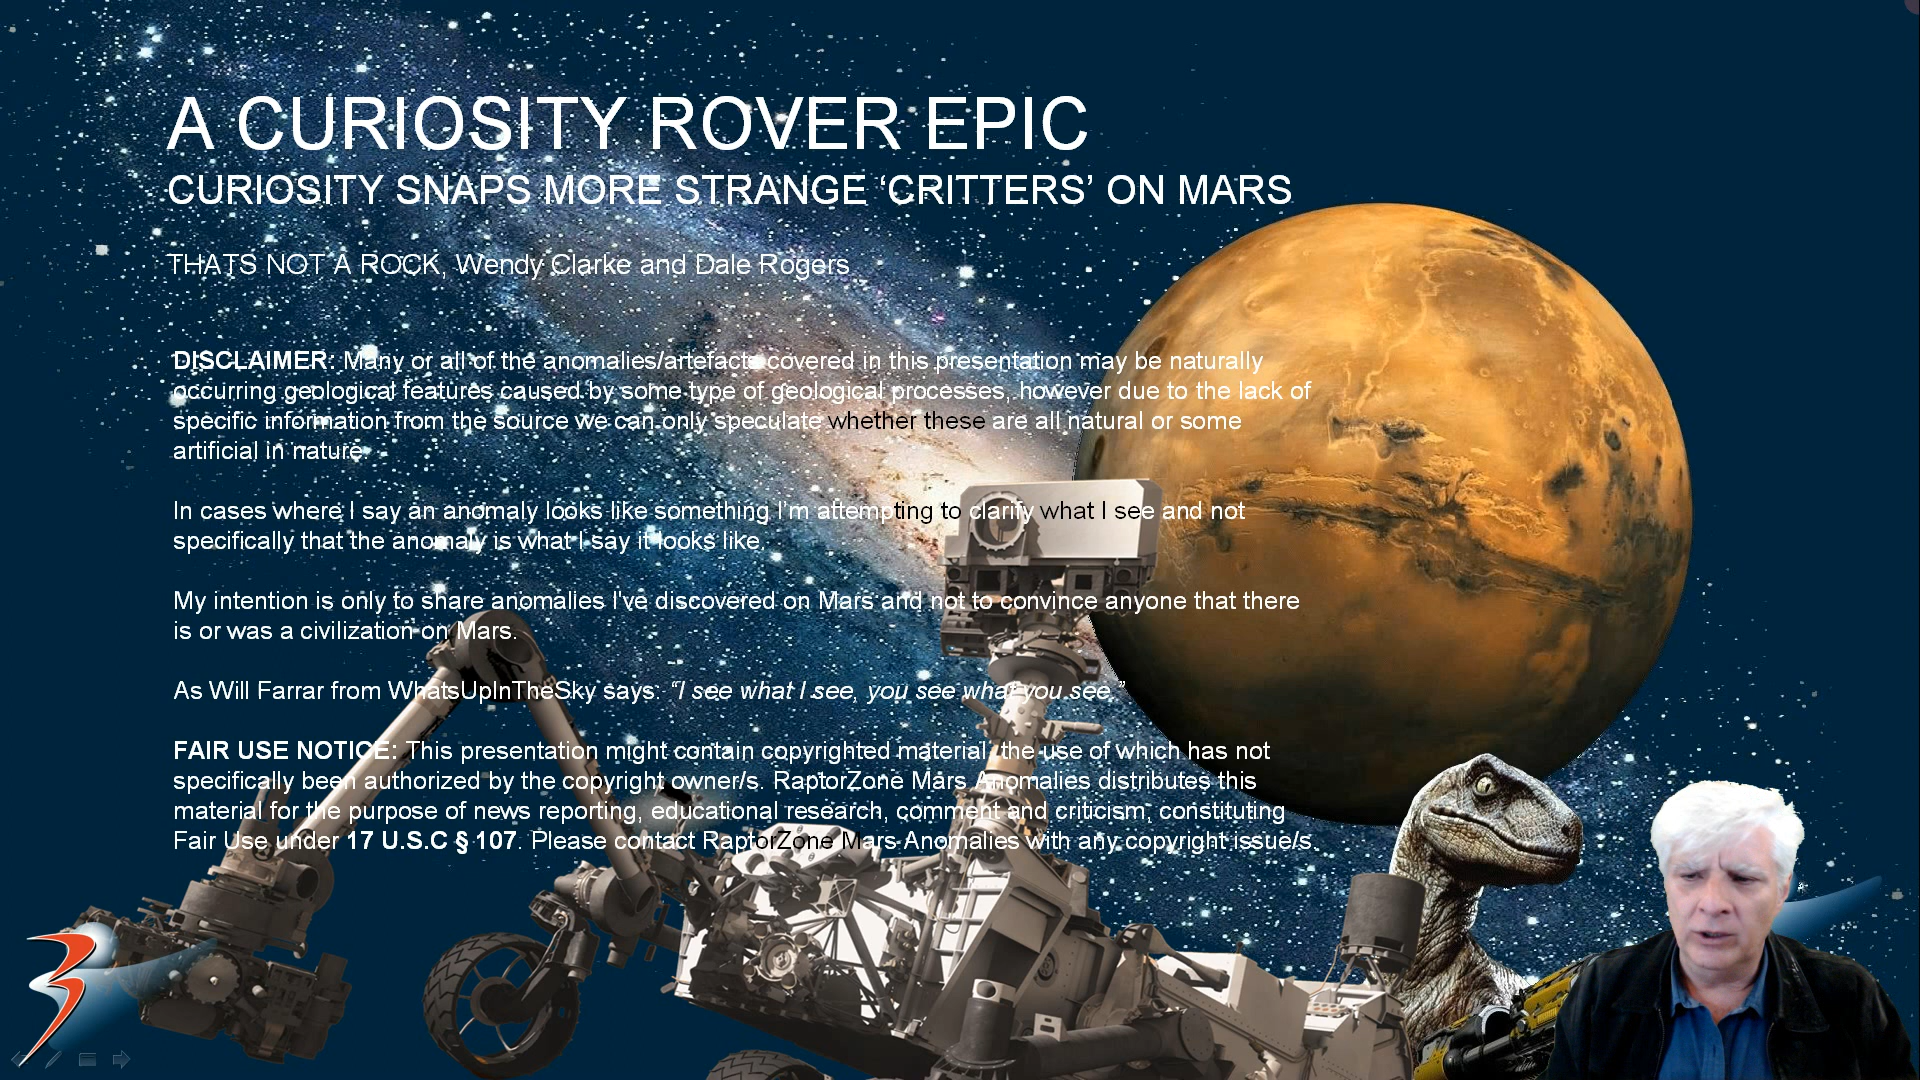 A CURIOSITY ROVER EPIC
CURIOSITY SNAPS MORE STRANGE ‘CRITTERS’ ON MARS
THATS NOT A ROCK, Wendy Clarke and Dale Rogers
DISCLAIMER: Many or all of the anomalies/artefacts covered in this presentation may be naturally
occurring geological features caused by some type of geological processes, however due to the lack of
specific information from the source we can only speculate whether these are all natural or some
artificial in nature.
In cases where I say an anomaly looks like something I'm attempting to clarify what I see and not
specifically that the anomaly is what I say it looks like.
My intention is only to share anomalies I've discovered on Mars and not to convince anyone that there
is or was a civilization on Mars.
As Will Farrar from WhatsUpInTheSky says: “I see what I see, you see what you see.”
FAIR USE NOTICE: This presentation might contain copyrighted material, the use of which has not
specifically been authorized by the copyright owner/s. RaptorZone Mars Anomalies distributes this
material for the purpose of news reporting, educational research, comment and criticism, constituting
Fair Use under 17 U.S.C § 107. Please contact RaptorZone Mars Anomalies with any copyright issue/s.